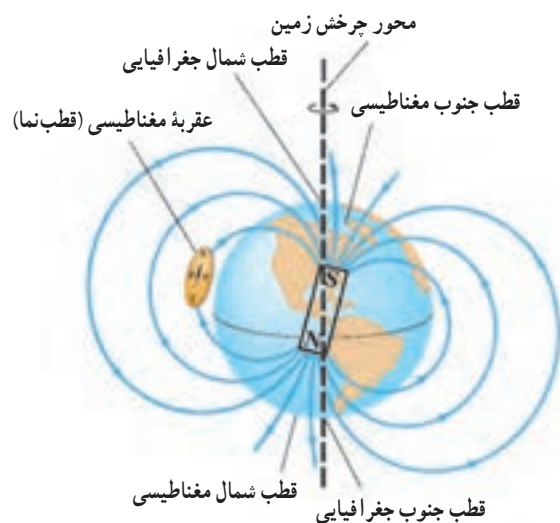 محور چرخش زمین
قطب شمال جغرافیایی
قطب جنوب مغناطیسی
عقربهٔ مغناطیسی (قطب‌نما)
S
N
قطب شمال مغناطیسی
قطب جنوب جغرافیایی